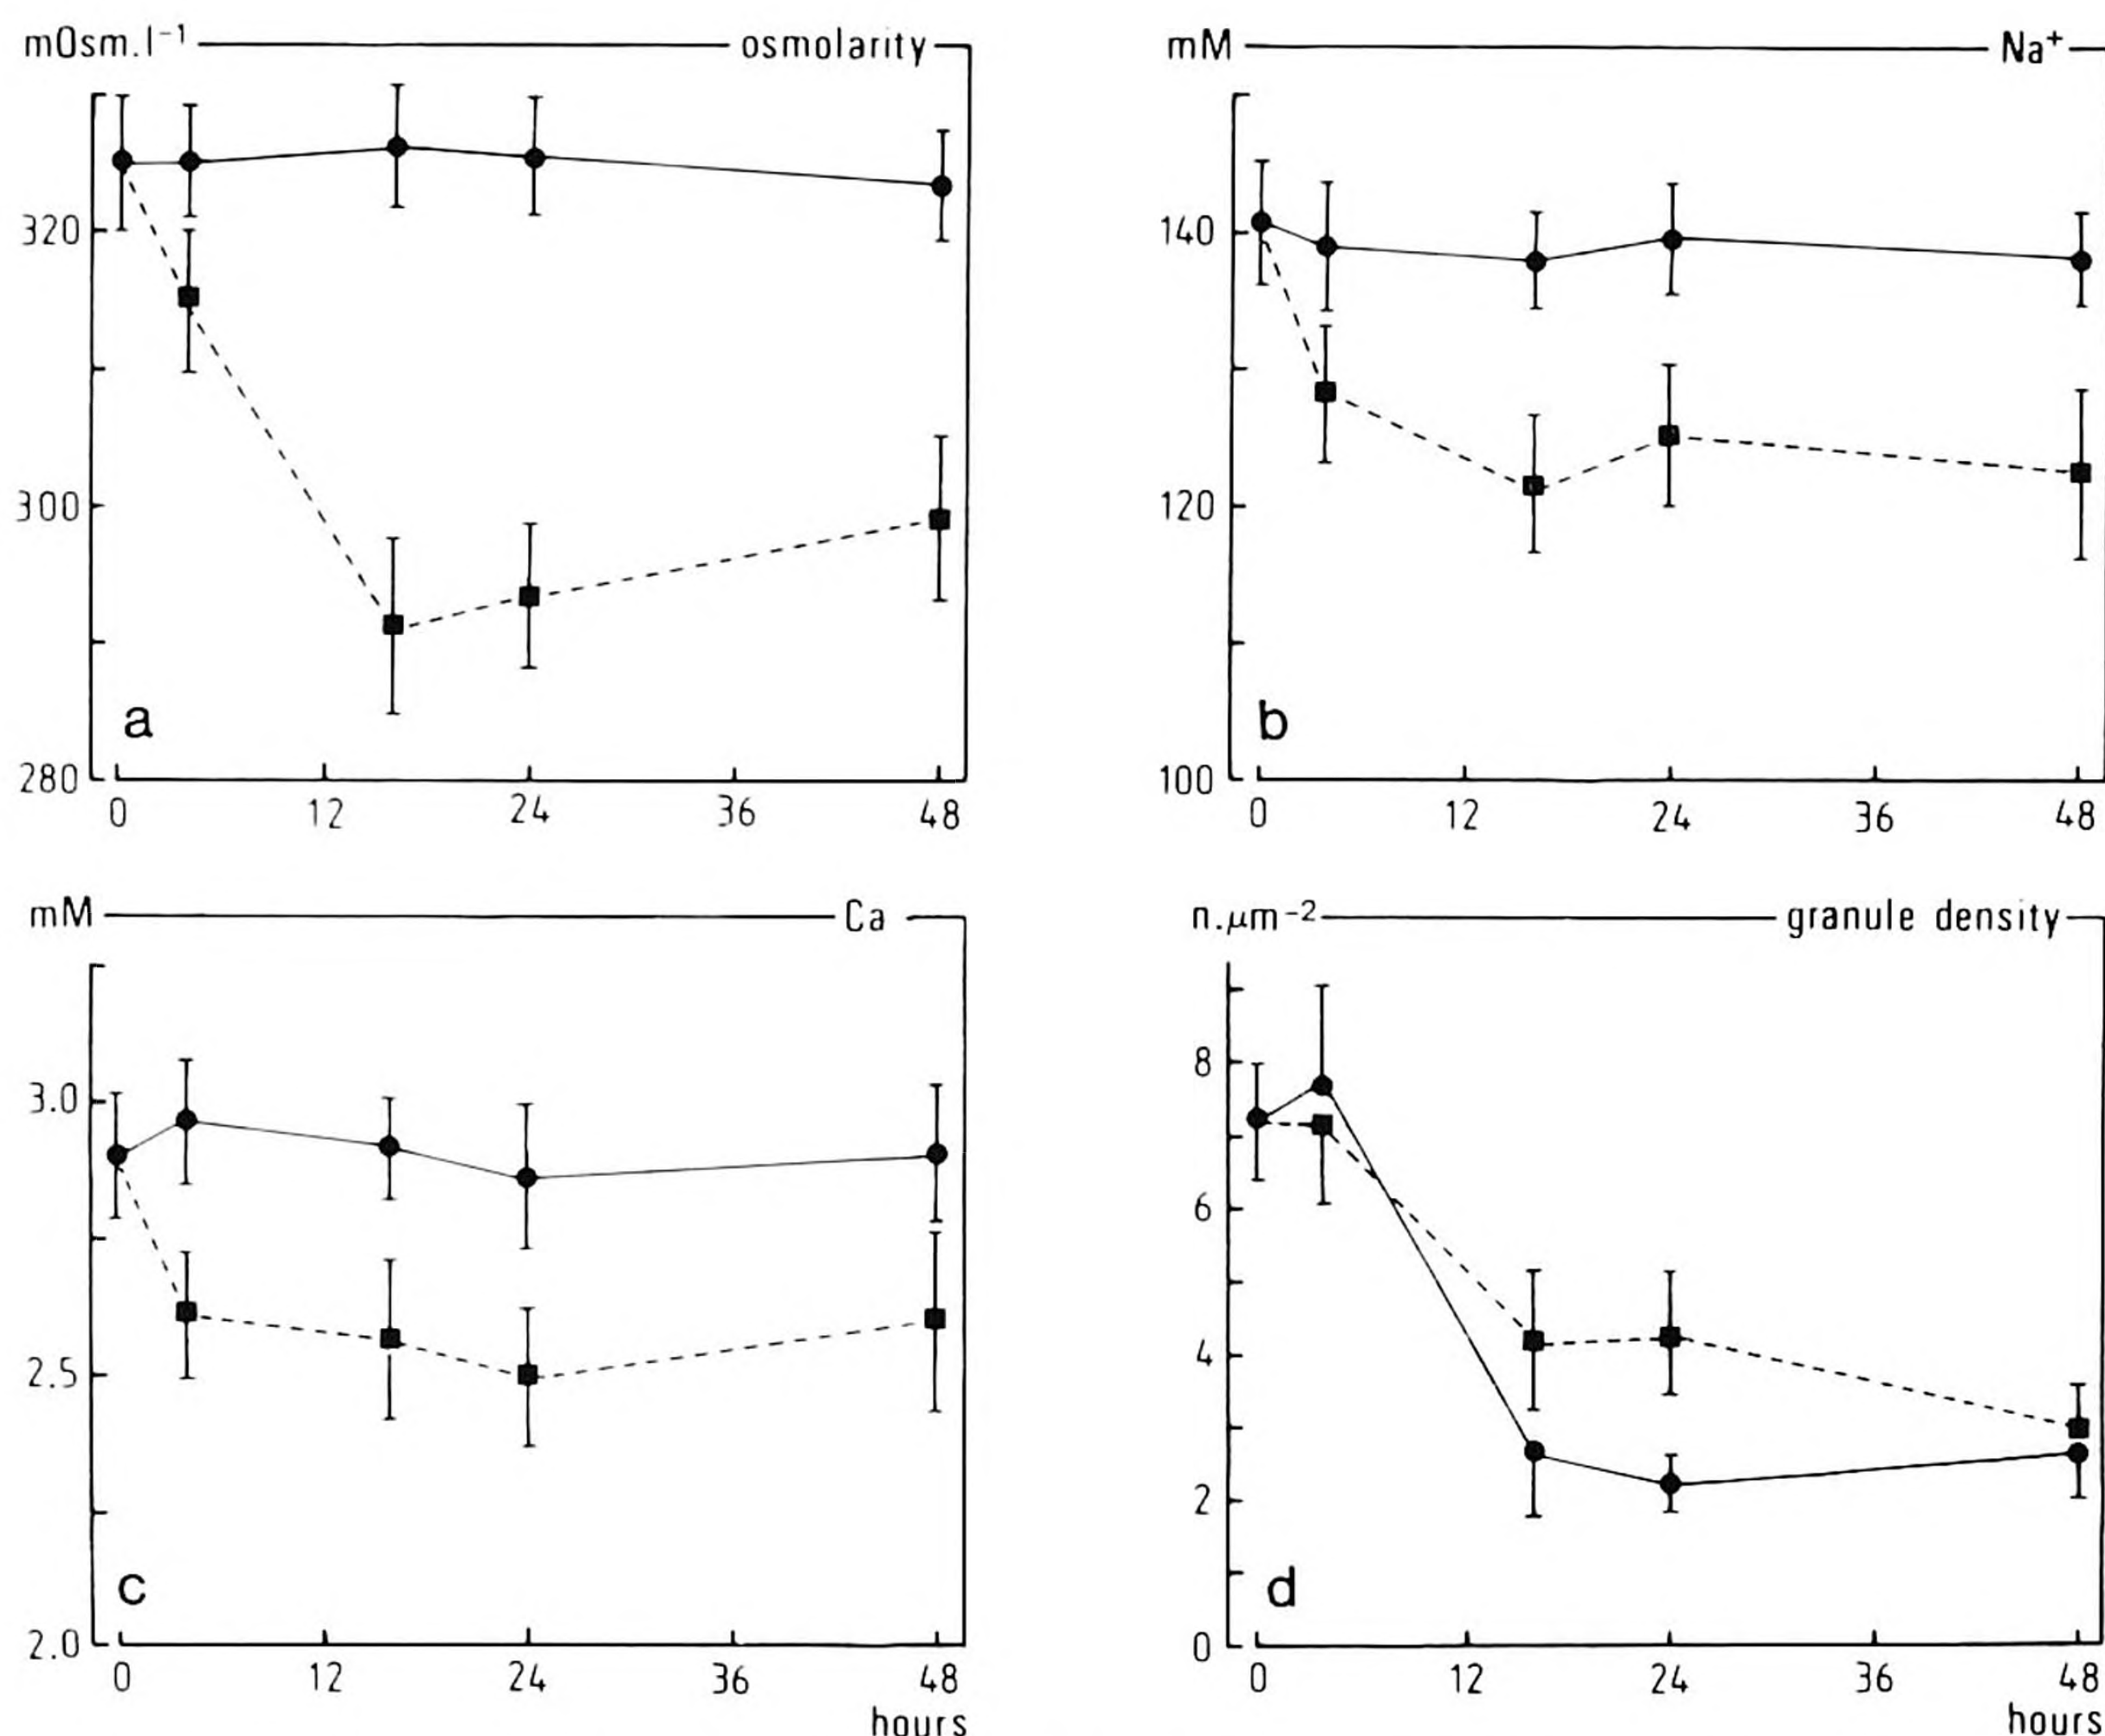 mOsm.l⁻¹ osmolarity
320
300
280
0 12 24 36 48
a
mM Na⁺
140
120
100
0 12 24 36 48
b
mM Ca
3.0
2.5
2.0
0 12 24 36 48
hours
c
n.μm⁻² granule density
8
6
4
2
0
0 12 24 36 48
hours
d